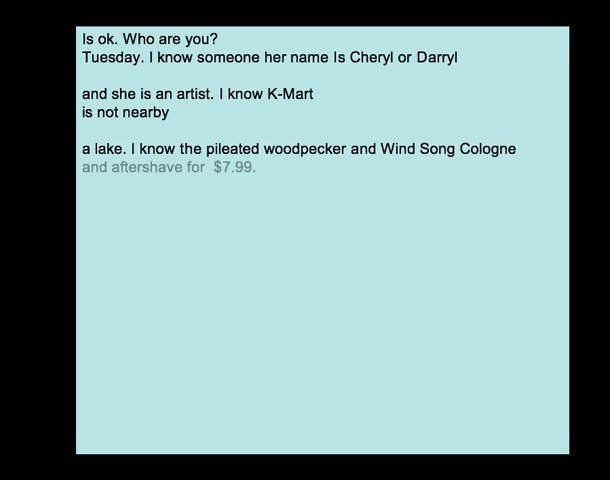 Is ok. Who are you?
Tuesday. I know someone her name Is Cheryl or Darryl
and she is an artist. I know K-Mart
is not nearby
a lake. I know the pileated woodpecker and Wind Song Cologne
and aftershave for  $7.99.